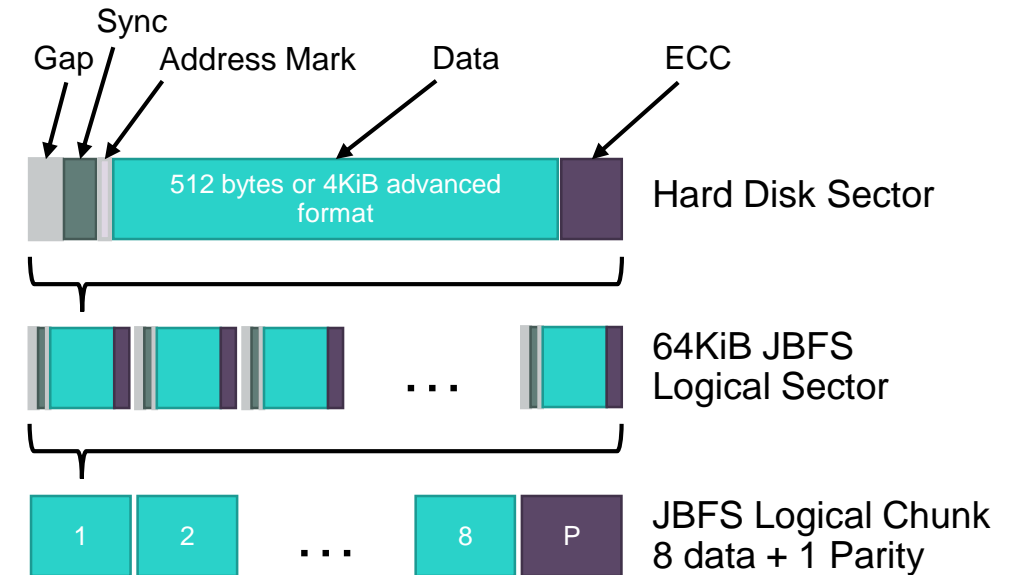 Sync
Gap
Address Mark
Data
ECC
512 bytes or 4KiB advanced
format
Hard Disk Sector
. . .
64KiB JBFS
Logical Sector
1
2
. . .
8
P
JBFS Logical Chunk
8 data + 1 Parity